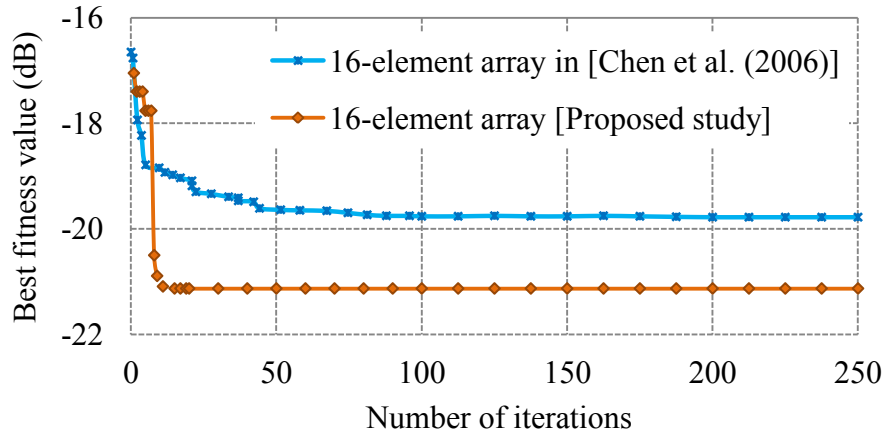 Best fitness value (dB)
-16
-18
-20
-22
16-element array in [Chen et al. (2006)]
16-element array [Proposed study]
0
50
100
150
200
250
Number of iterations